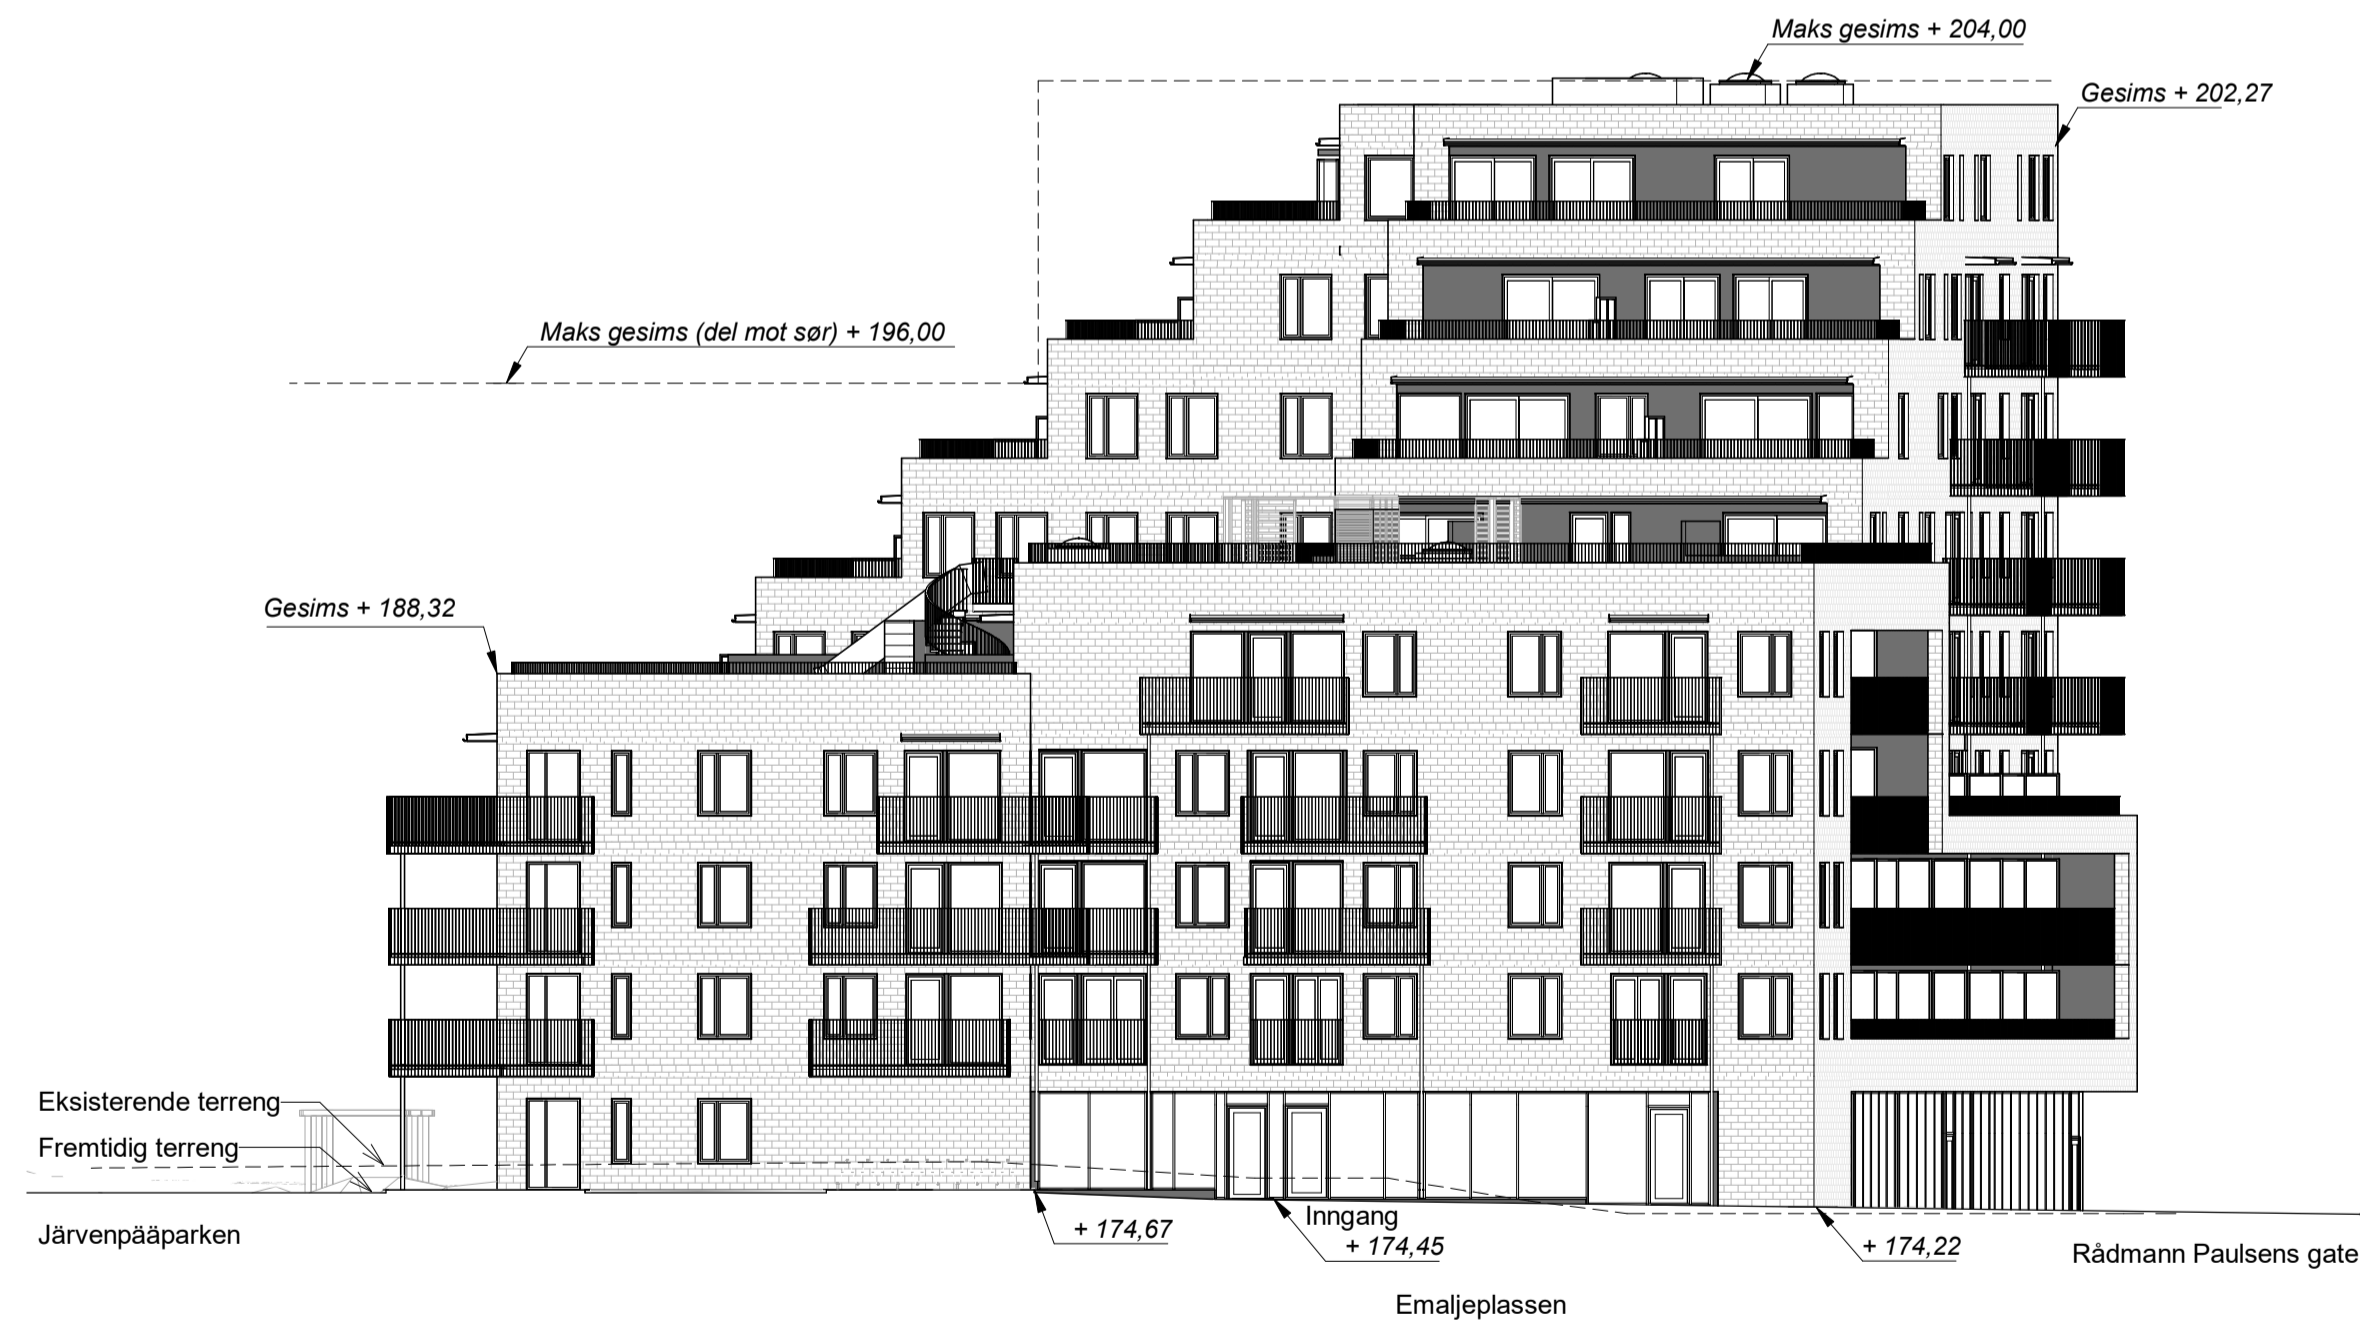 Maks gesims + 204,00
Gesims + 202,27
Maks gesims (del mot sør) + 196,00
Gesims + 188,32
Eksisterende terreng
Fremtidig terreng
Järvenpääparken
+ 174,67
Inngang
+ 174,45
+ 174,22
Rådmann Paulsens gate
Emaljeplassen